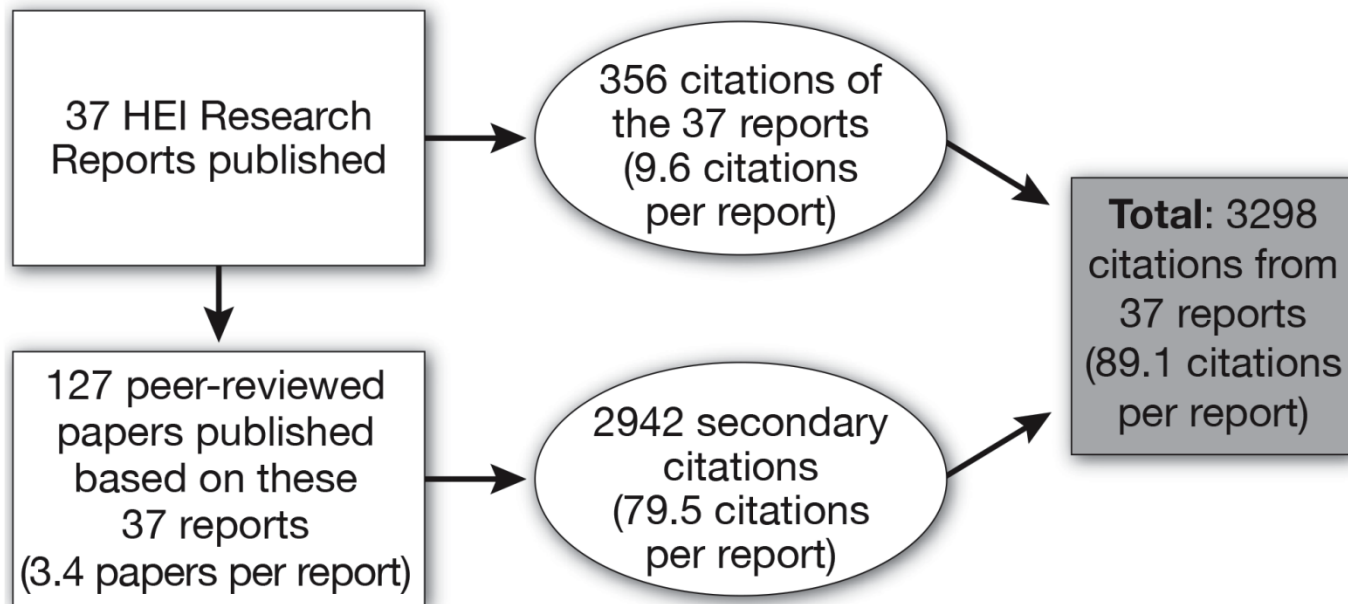 37 HEI Research
Reports published
356 citations of
the 37 reports
(9.6 citations
per report)
Total: 3298
citations from
37 reports
(89.1 citations
per report)
127 peer-reviewed
papers published
based on these
37 reports
(3.4 papers per report)
2942 secondary
citations
(79.5 citations
per report)